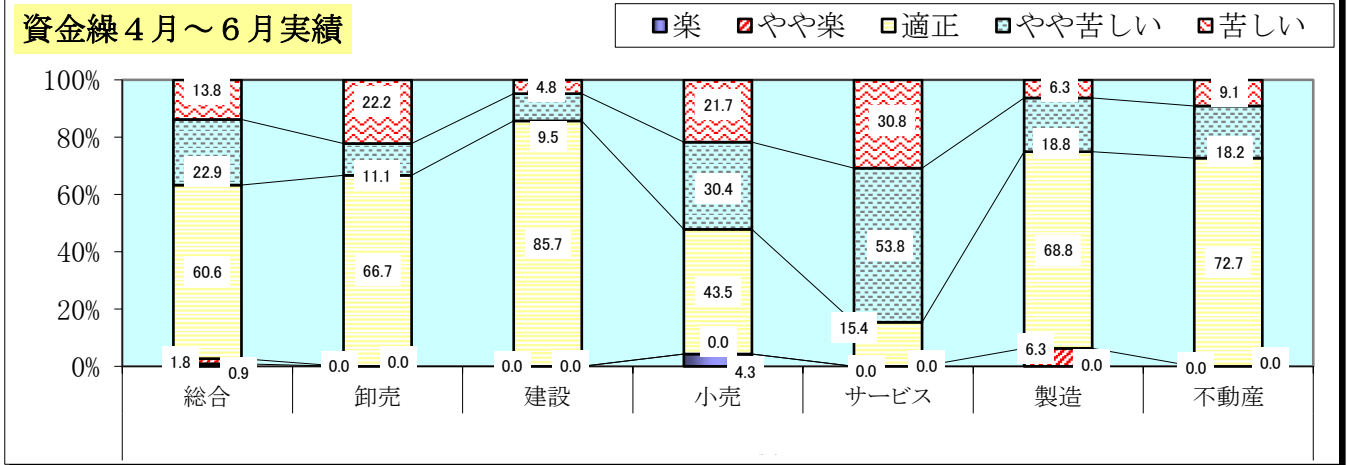 資金繰４月～６月実績
楽 やや楽 適正 やや苦しい 苦しい
100%
80%
60%
40%
20%
0%
13.8 22.2 4.8 21.7 30.8 6.3 9.1
22.9 11.1 9.5 30.4 53.8 18.8 18.2
60.6 66.7 85.7 43.5 15.4 68.8 72.7
1.8 0.0 0.0 0.0 0.0 6.3 0.0
0.9 0.0 0.0 4.3 0.0 0.0 0.0
総合 卸売 建設 小売 サービス 製造 不動産